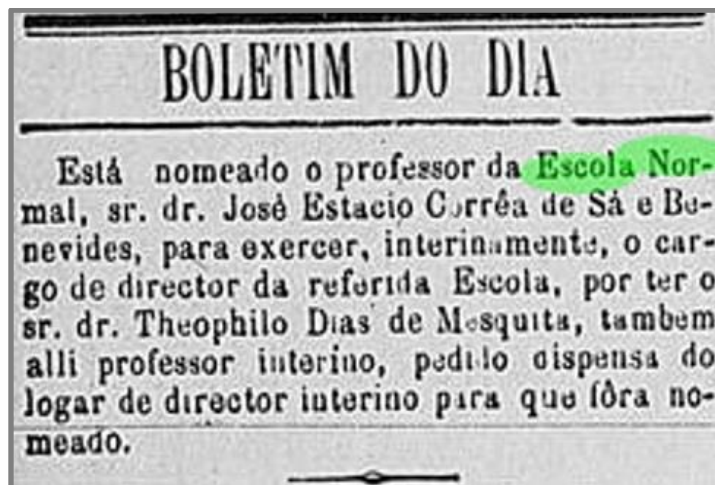 BOLETIM DO DIA
Está nomeado o professor da Escola Nor-
mal, sr. dr. José Estacio Corrêa de Sá e Be-
nevides, para exercer, interinamente, o car-
go de director da referida Escola, por ter o
sr. dr. Theophilo Dias de Mesquita, tambem
alli professor interino, pedido dispensa do
logar de director interino para que fôra no-
meado.